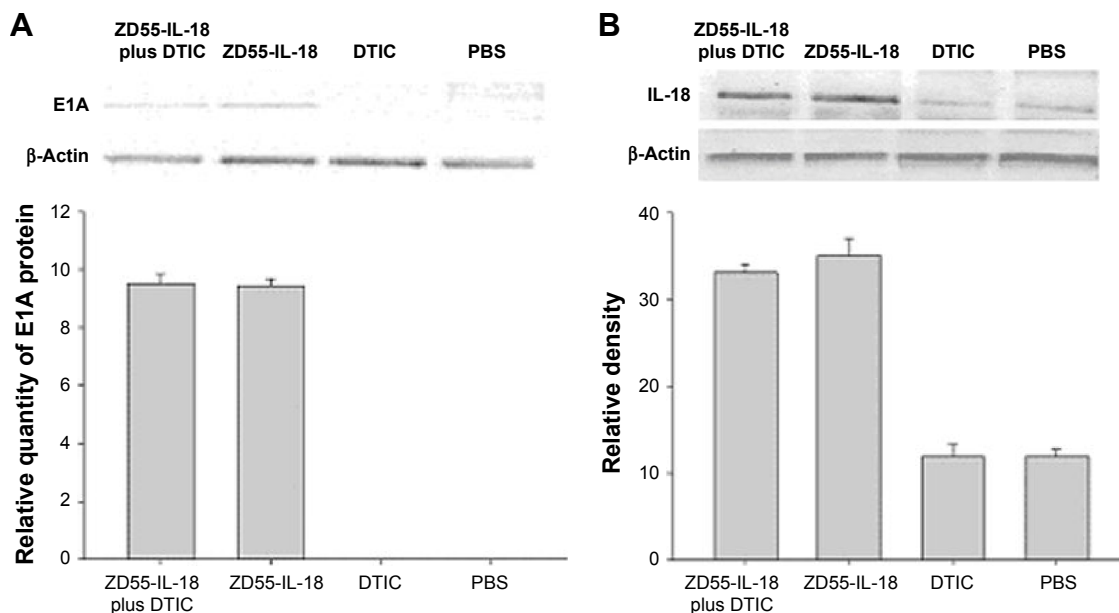 A
ZD55-IL-18
plus DTIC
ZD55-IL-18
DTIC
PBS
E1A
β-Actin
Relative quantity of E1A protein
12
10
8
6
4
2
0
ZD55-IL-18
plus DTIC
ZD55-IL-18
DTIC
PBS
B
ZD55-IL-18
plus DTIC
ZD55-IL-18
DTIC
PBS
IL-18
β-Actin
Relative density
40
30
20
10
0
ZD55-IL-18
plus DTIC
ZD55-IL-18
DTIC
PBS